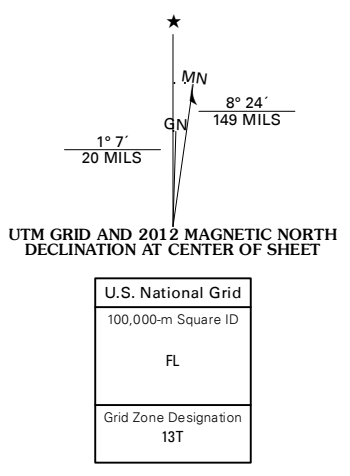 ★
MN
8° 24´
149 MILS
GN
1° 7´
20 MILS
UTM GRID AND 2012 MAGNETIC NORTH
DECLINATION AT CENTER OF SHEET
U.S. National Grid
100,000-m Square ID
FL
Grid Zone Designation
13T